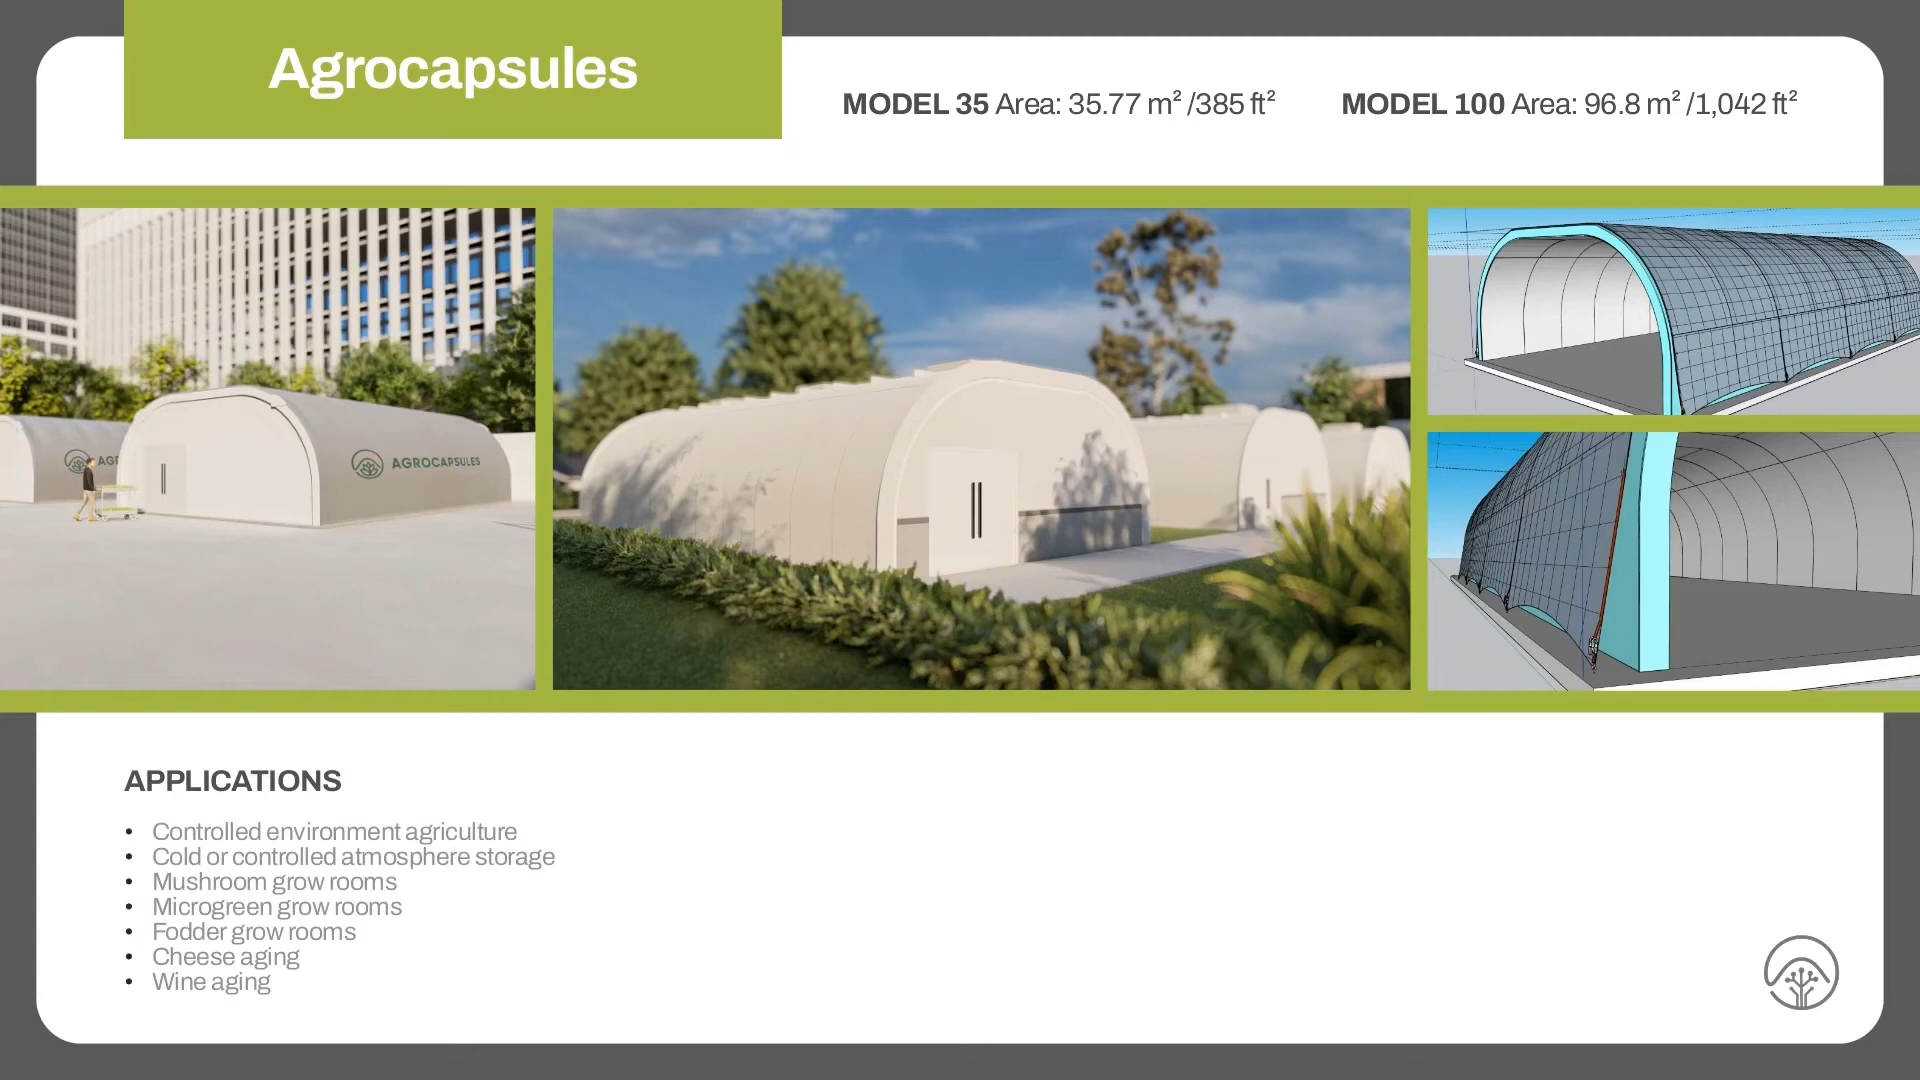 Agrocapsules
MODEL 35 Area: 35.77 m² /385 ft²
MODEL 100 Area: 96.8 m² /1,042 ft²
AGR
AGROCAPSULES
APPLICATIONS
• Controlled environment agriculture
• Cold or controlled atmosphere storage
• Mushroom grow rooms
• Microgreen grow rooms
• Fodder grow rooms
• Cheese aging
• Wine aging